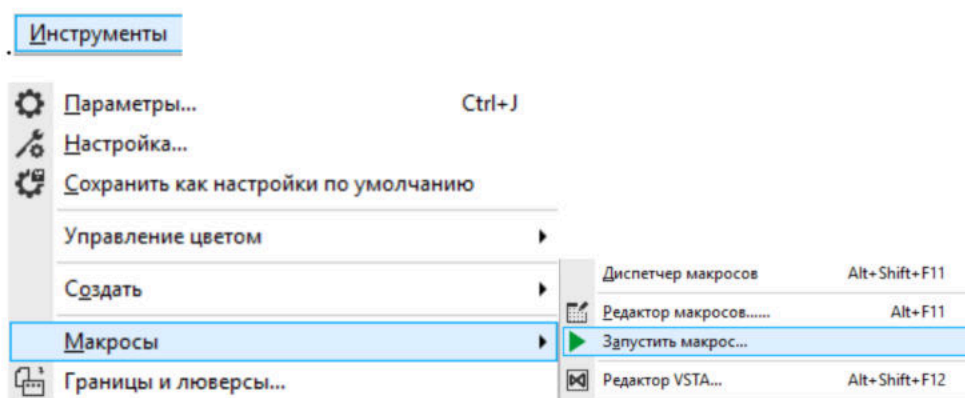 Инструменты
Параметры... Ctrl+J
Настройка...
Сохранить как настройки по умолчанию
Управление цветом
Создать
Макросы
Границы и люверсы...
Диспетчер макросов Alt+Shift+F11
Редактор макросов...... Alt+F11
Запустить макрос...
Редактор VSTA... Alt+Shift+F12